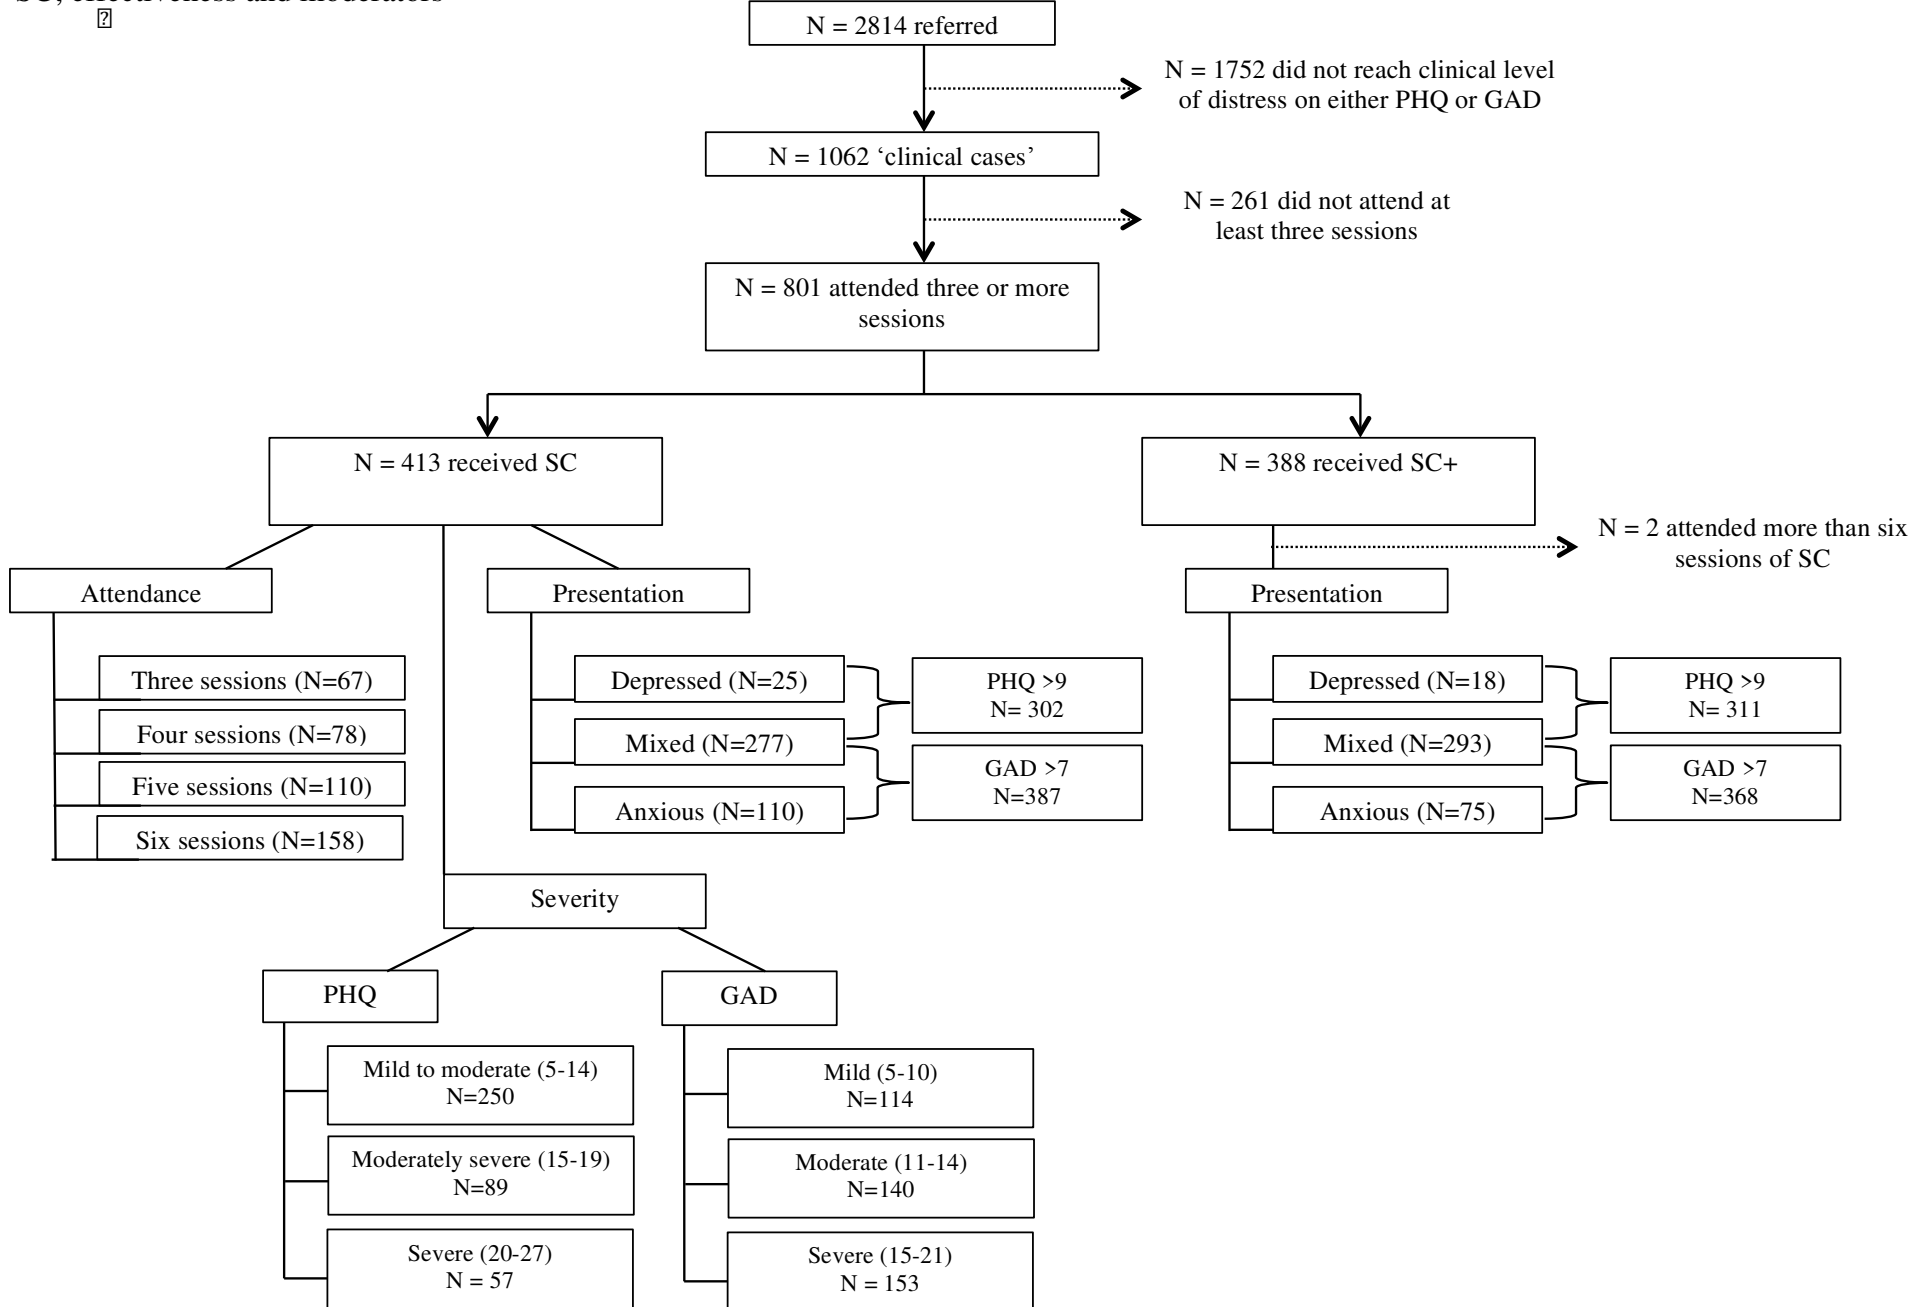 SC, effectiveness and moderators
N = 2814 referred
N = 1752 did not reach clinical level
of distress on either PHQ or GAD
N = 1062 ‘clinical cases’
N = 261 did not attend at
least three sessions
N = 801 attended three or more
sessions
N = 413 received SC
N = 388 received SC+
N = 2 attended more than six
sessions of SC
Attendance
Three sessions (N=67)
Four sessions (N=78)
Five sessions (N=110)
Six sessions (N=158)
Presentation
Depressed (N=25)
Mixed (N=277)
Anxious (N=110)
PHQ >9
N= 302
GAD >7
N=387
Presentation
Depressed (N=18)
Mixed (N=293)
Anxious (N=75)
PHQ >9
N= 311
GAD >7
N=368
Severity
PHQ
Mild to moderate (5-14)
N=250
Moderately severe (15-19)
N=89
Severe (20-27)
N = 57
GAD
Mild (5-10)
N=114
Moderate (11-14)
N=140
Severe (15-21)
N = 153